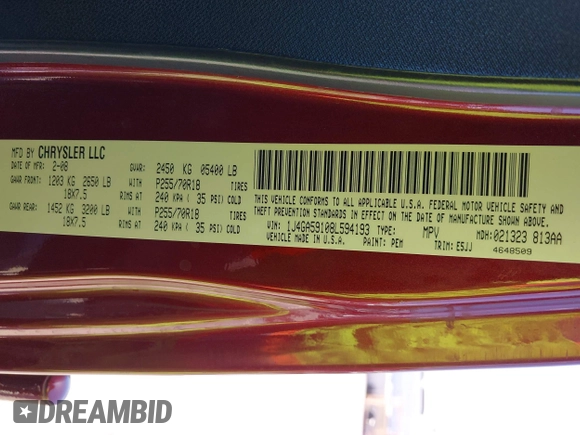 MFD BY CHRYSLER LLC
DATE OF MFR: 2-08 GVWR: 2450 KG 05400 LB
GAWR FRONT: 1203 KG 2650 LB WITH P255/70R18 TIRES
18X7.5 RIMS AT 240 KPA ( 35 PSI) COLD
GAWR REAR: 1452 KG 3200 LB WITH P255/70R18 TIRES
18X7.5 RIMS AT 240 KPA ( 35 PSI) COLD
THIS VEHICLE CONFORMS TO ALL APPLICABLE U.S.A. FEDERAL MOTOR VEHICLE SAFETY AND
THEFT PREVENTION STANDARDS IN EFFECT ON THE DATE OF MANUFACTURE SHOWN ABOVE.
VIN: 1J4GA59108L594193 TYPE: MPV MDH: 021323 813AA
VEHICLE MADE IN U.S.A. PAINT: PEM TRIM: E5JJ 4648509
DREAMBID